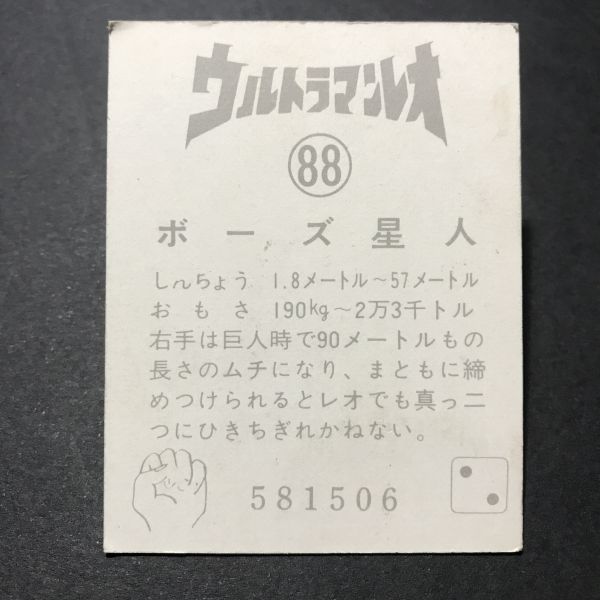 ウルトラマンレオ
88
ボーズ星人
しんちょう 1.8メートル～57メートル
おもさ 190kg～2万3千トル
右手は巨人時で90メートルもの
長さのムチになり、まともに締
めつけられるとレオでも真っ二
つにひきちぎれかねない。
581506